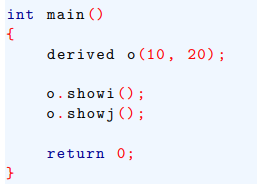 int main()
{
    derived o(10, 20);
    o.showi();
    o.showj();
    return 0;
}